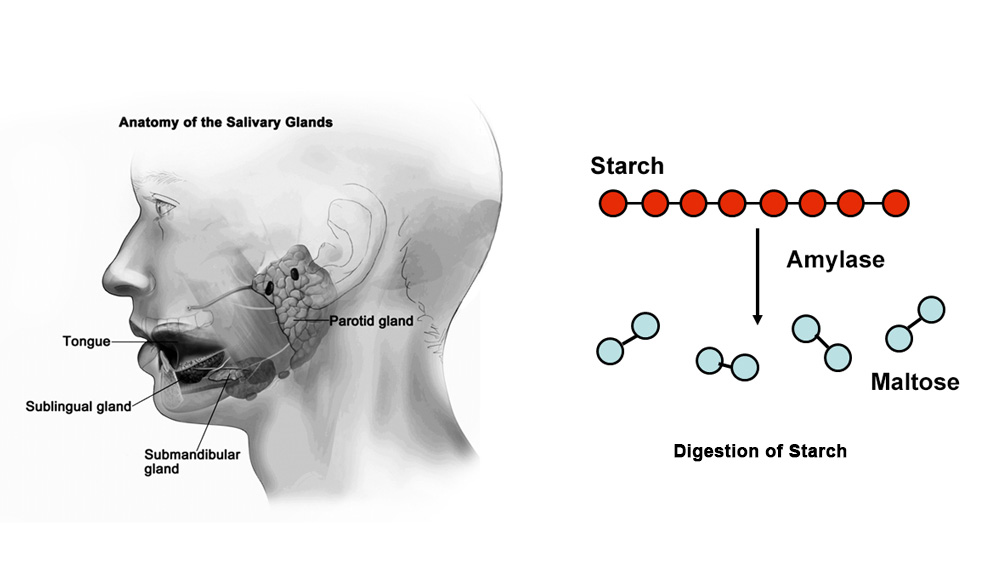 Anatomy of the Salivary Glands
Tongue
Parotid gland
Sublingual gland
Submandibular
gland
Starch
Amylase
Maltose
Digestion of Starch